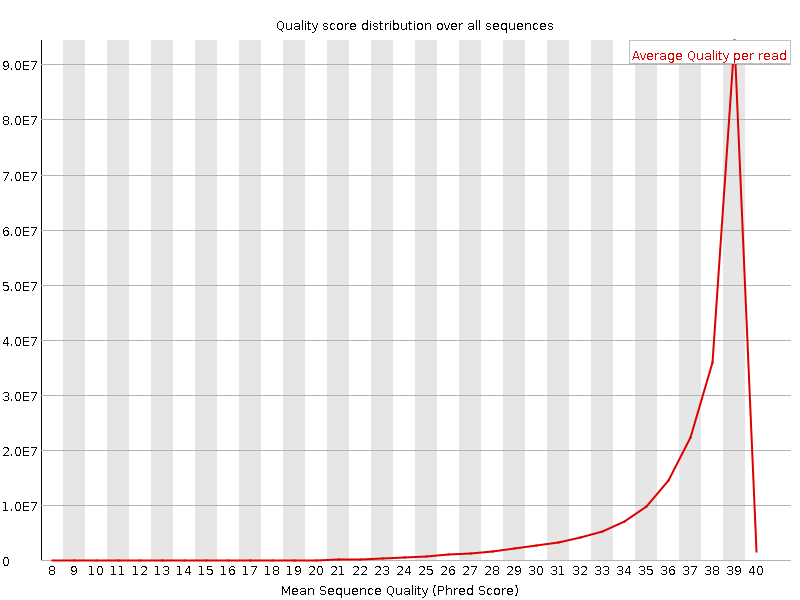 Quality score distribution over all sequences
Average Quality per read
9.0E7
8.0E7
7.0E7
6.0E7
5.0E7
4.0E7
3.0E7
2.0E7
1.0E7
0
8 9 10 11 12 13 14 15 16 17 18 19 20 21 22 23 24 25 26 27 28 29 30 31 32 33 34 35 36 37 38 39 40
Mean Sequence Quality (Phred Score)